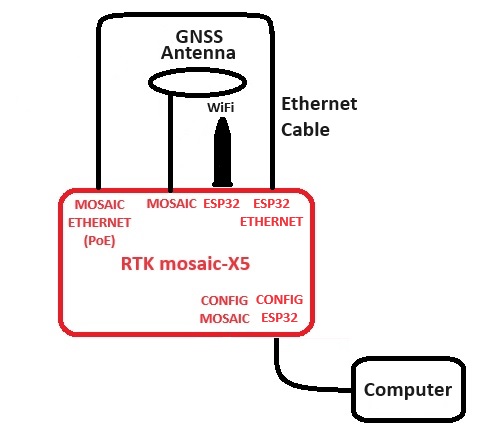 GNSS
Antenna
WiFi
Ethernet
Cable
MOSAIC
ETHERNET
(PoE)
MOSAIC
ESP32
ESP32
ETHERNET
RTK mosaic-X5
CONFIG
MOSAIC
CONFIG
ESP32
Computer